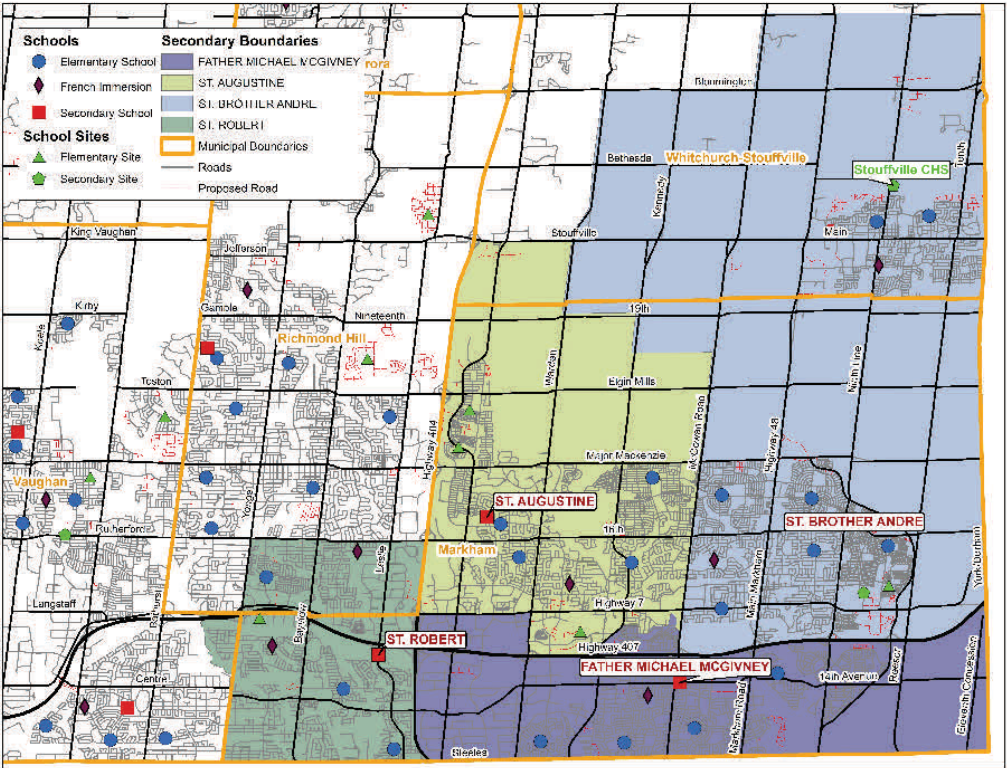 Schools
Elementary School
French Immersion
Secondary School
School Sites
Elementary Site
Secondary Site
Secondary Boundaries
FATHER MICHAEL MCGIVNEY
ST. AUGUSTINE
ST. BROTHER ANDRE
ST. ROBERT
Municipal Boundaries
Roads
Proposed Road
rora
Bloomington
Bethesda
Whitchurch-Stouffville
Tenth
Stouffville CHS
Kennedy
King Vaughan
Jefferson
Stouffville
Main
Kirby
Gamble
Nineteenth
19th
Keele
Richmond Hill
Warden
Ninth Line
Teston
Elgin Mills
Highway 404
McCowan Road
Highway 48
Major Mackenzie
Vaughan
Yonge
ST. AUGUSTINE
ST. BROTHER ANDRE
Rutherford
16th
Leslie
Markham
York/Durham
Langstaff
Bathurst
Bayview
Highway 7
Main Markham
ST. ROBERT
Highway 407
FATHER MICHAEL MCGIVNEY
Centre
14th Avenue
Reesor
Eleventh Concession
Markham Road
Steeles